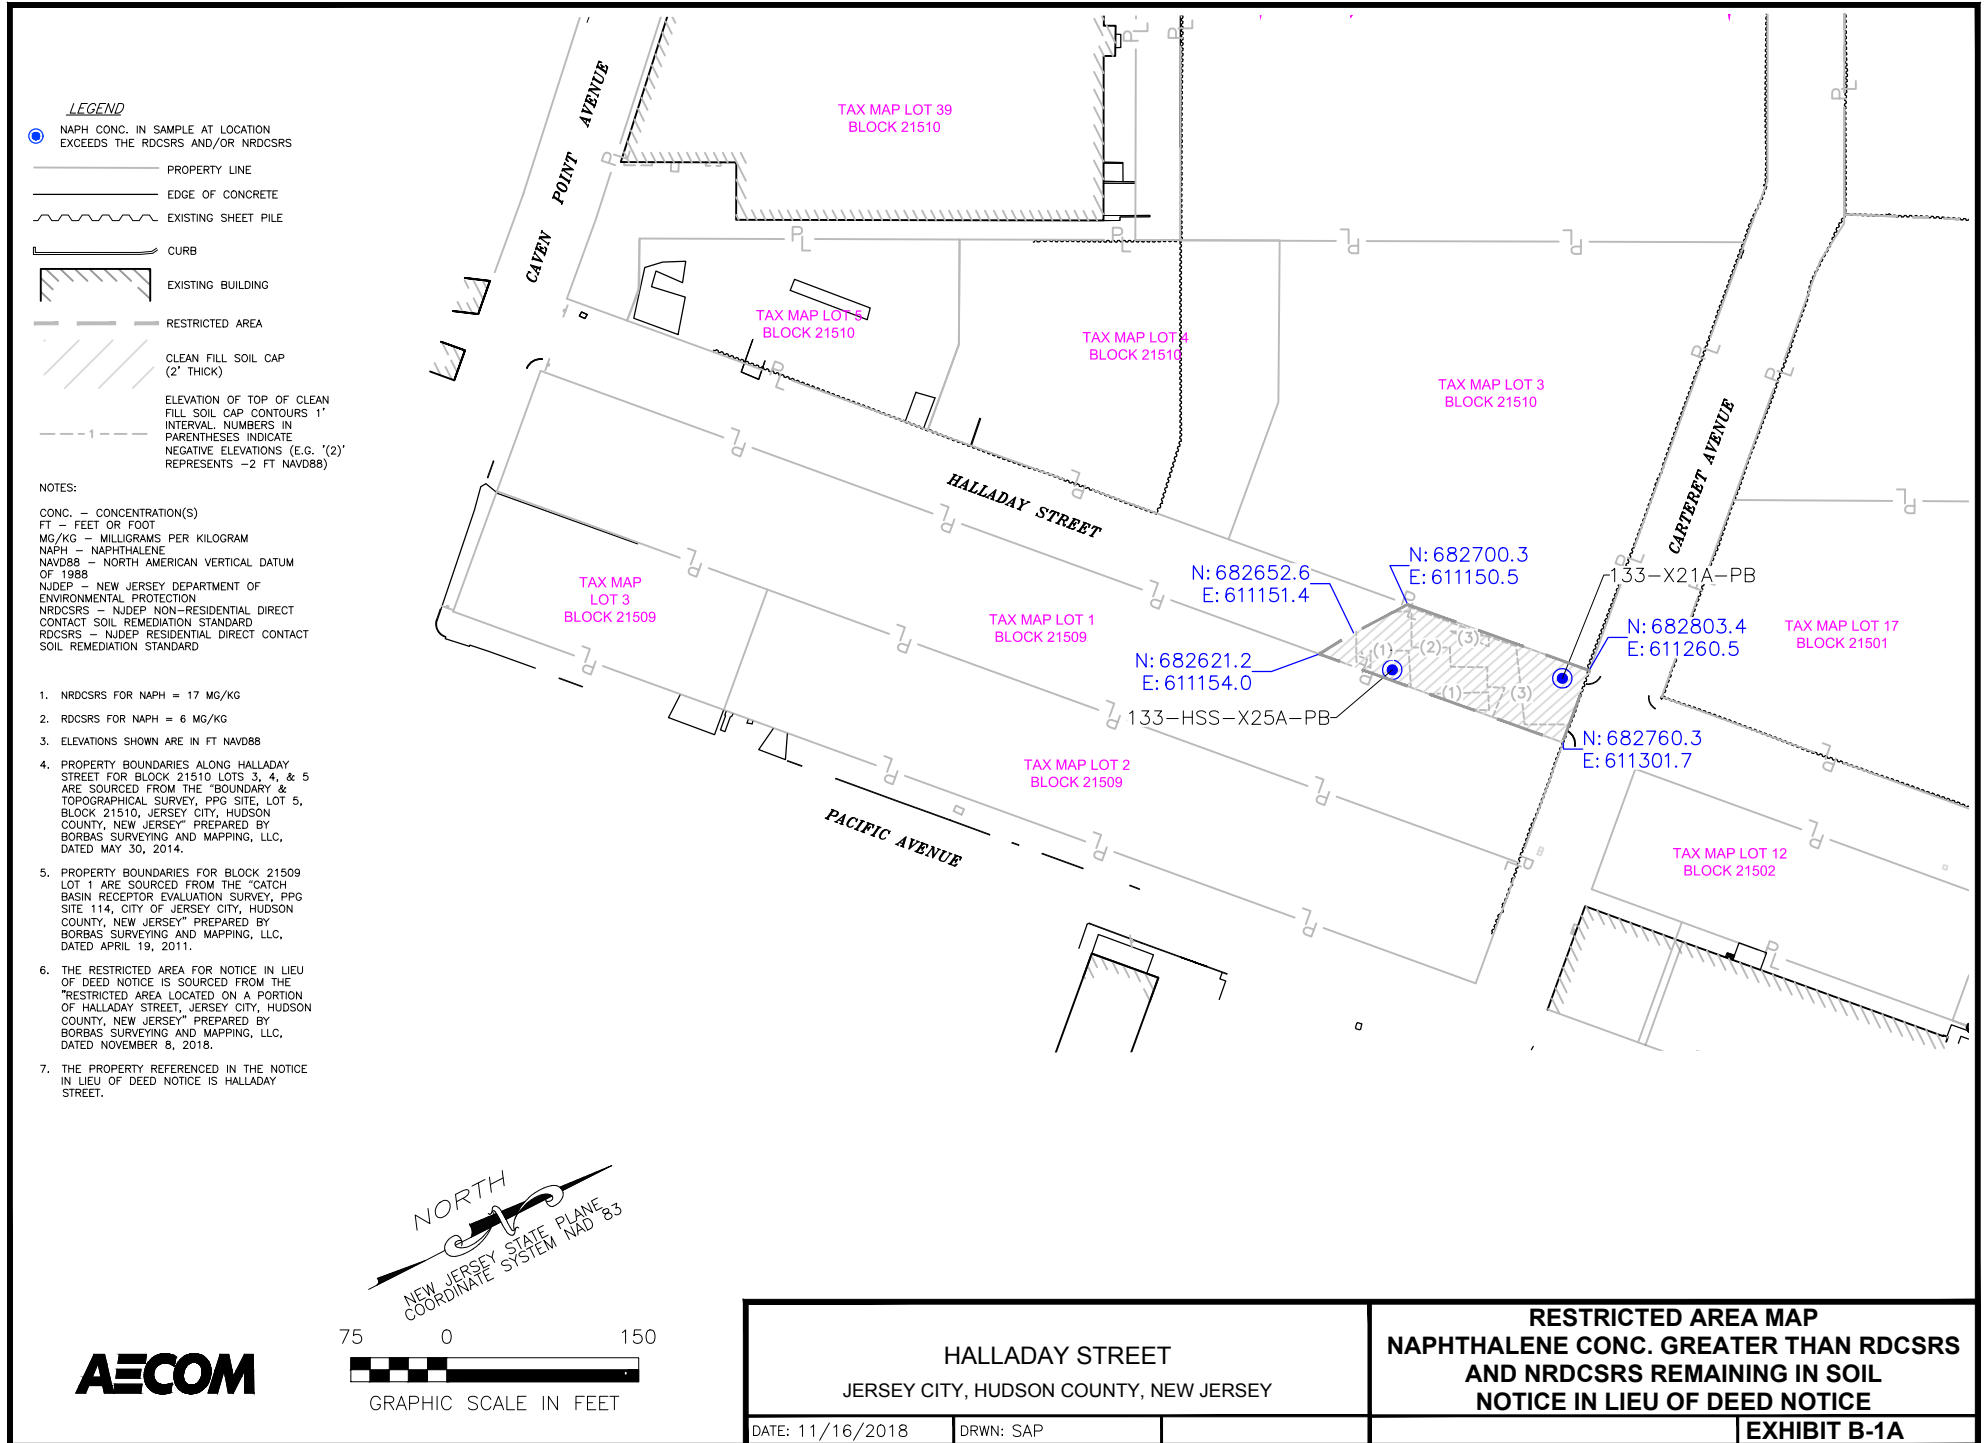 LEGEND
NAPH CONC. IN SAMPLE AT LOCATION
EXCEEDS THE RDCSRS AND/OR NRDCSRS
PROPERTY LINE
EDGE OF CONCRETE
EXISTING SHEET PILE
CURB
EXISTING BUILDING
RESTRICTED AREA
CLEAN FILL SOIL CAP
(2' THICK)
1
ELEVATION OF TOP OF CLEAN
FILL SOIL CAP CONTOURS 1'
INTERVAL. NUMBERS IN
PARENTHESES INDICATE
NEGATIVE ELEVATIONS (E.G. '(2)'
REPRESENTS -2 FT NAVD88)
NOTES:
CONC. - CONCENTRATION(S)
FT - FEET OR FOOT
MG/KG - MILLIGRAMS PER KILOGRAM
NAPH - NAPHTHALENE
NAVD88 - NORTH AMERICAN VERTICAL DATUM
OF 1988
NJDEP - NEW JERSEY DEPARTMENT OF
ENVIRONMENTAL PROTECTION
NRDCSRS - NJDEP NON-RESIDENTIAL DIRECT
CONTACT SOIL REMEDIATION STANDARD
RDCSRS - NJDEP RESIDENTIAL DIRECT CONTACT
SOIL REMEDIATION STANDARD
1. NRDCSRS FOR NAPH = 17 MG/KG
2. RDCSRS FOR NAPH = 6 MG/KG
3. ELEVATIONS SHOWN ARE IN FT NAVD88
4. PROPERTY BOUNDARIES ALONG HALLADAY
STREET FOR BLOCK 21510 LOTS 3, 4, & 5
ARE SOURCED FROM THE "BOUNDARY &
TOPOGRAPHICAL SURVEY, PPG SITE, LOT 5,
BLOCK 21510, JERSEY CITY, HUDSON
COUNTY, NEW JERSEY" PREPARED BY
BORBAS SURVEYING AND MAPPING, LLC,
DATED MAY 30, 2014.
5. PROPERTY BOUNDARIES FOR BLOCK 21509
LOT 1 ARE SOURCED FROM THE "CATCH
BASIN RECEPTOR EVALUATION SURVEY, PPG
SITE 114, CITY OF JERSEY CITY, HUDSON
COUNTY, NEW JERSEY" PREPARED BY
BORBAS SURVEYING AND MAPPING, LLC,
DATED APRIL 19, 2011.
6. THE RESTRICTED AREA FOR NOTICE IN LIEU
OF DEED NOTICE IS SOURCED FROM THE
"RESTRICTED AREA LOCATED ON A PORTION
OF HALLADAY STREET, JERSEY CITY, HUDSON
COUNTY, NEW JERSEY" PREPARED BY
BORBAS SURVEYING AND MAPPING, LLC,
DATED NOVEMBER 8, 2018.
7. THE PROPERTY REFERENCED IN THE NOTICE
IN LIEU OF DEED NOTICE IS HALLADAY
STREET.
CAVEN POINT AVENUE
TAX MAP LOT 39
BLOCK 21510
TAX MAP LOT 5
BLOCK 21510
TAX MAP LOT 4
BLOCK 21510
TAX MAP LOT 3
BLOCK 21510
HALLADAY STREET
CARTERET AVENUE
TAX MAP
LOT 3
BLOCK 21509
TAX MAP LOT 1
BLOCK 21509
TAX MAP LOT 2
BLOCK 21509
TAX MAP LOT 17
BLOCK 21501
TAX MAP LOT 12
BLOCK 21502
N: 682652.6
E: 611151.4
N: 682700.3
E: 611150.5
133-X21A-PB
N: 682803.4
E: 611260.5
N: 682621.2
E: 611154.0
133-HSS-X25A-PB
N: 682760.3
E: 611301.7
(1)
(2)
(3)
(1)
(3)
PACIFIC AVENUE
NORTH
NEW JERSEY STATE PLANE
COORDINATE SYSTEM NAD 83
75 0 150
GRAPHIC SCALE IN FEET
AECOM
HALLADAY STREET
JERSEY CITY, HUDSON COUNTY, NEW JERSEY
DATE: 11/16/2018
DRWN: SAP
RESTRICTED AREA MAP
NAPHTHALENE CONC. GREATER THAN RDCSRS
AND NRDCSRS REMAINING IN SOIL
NOTICE IN LIEU OF DEED NOTICE
EXHIBIT B-1A